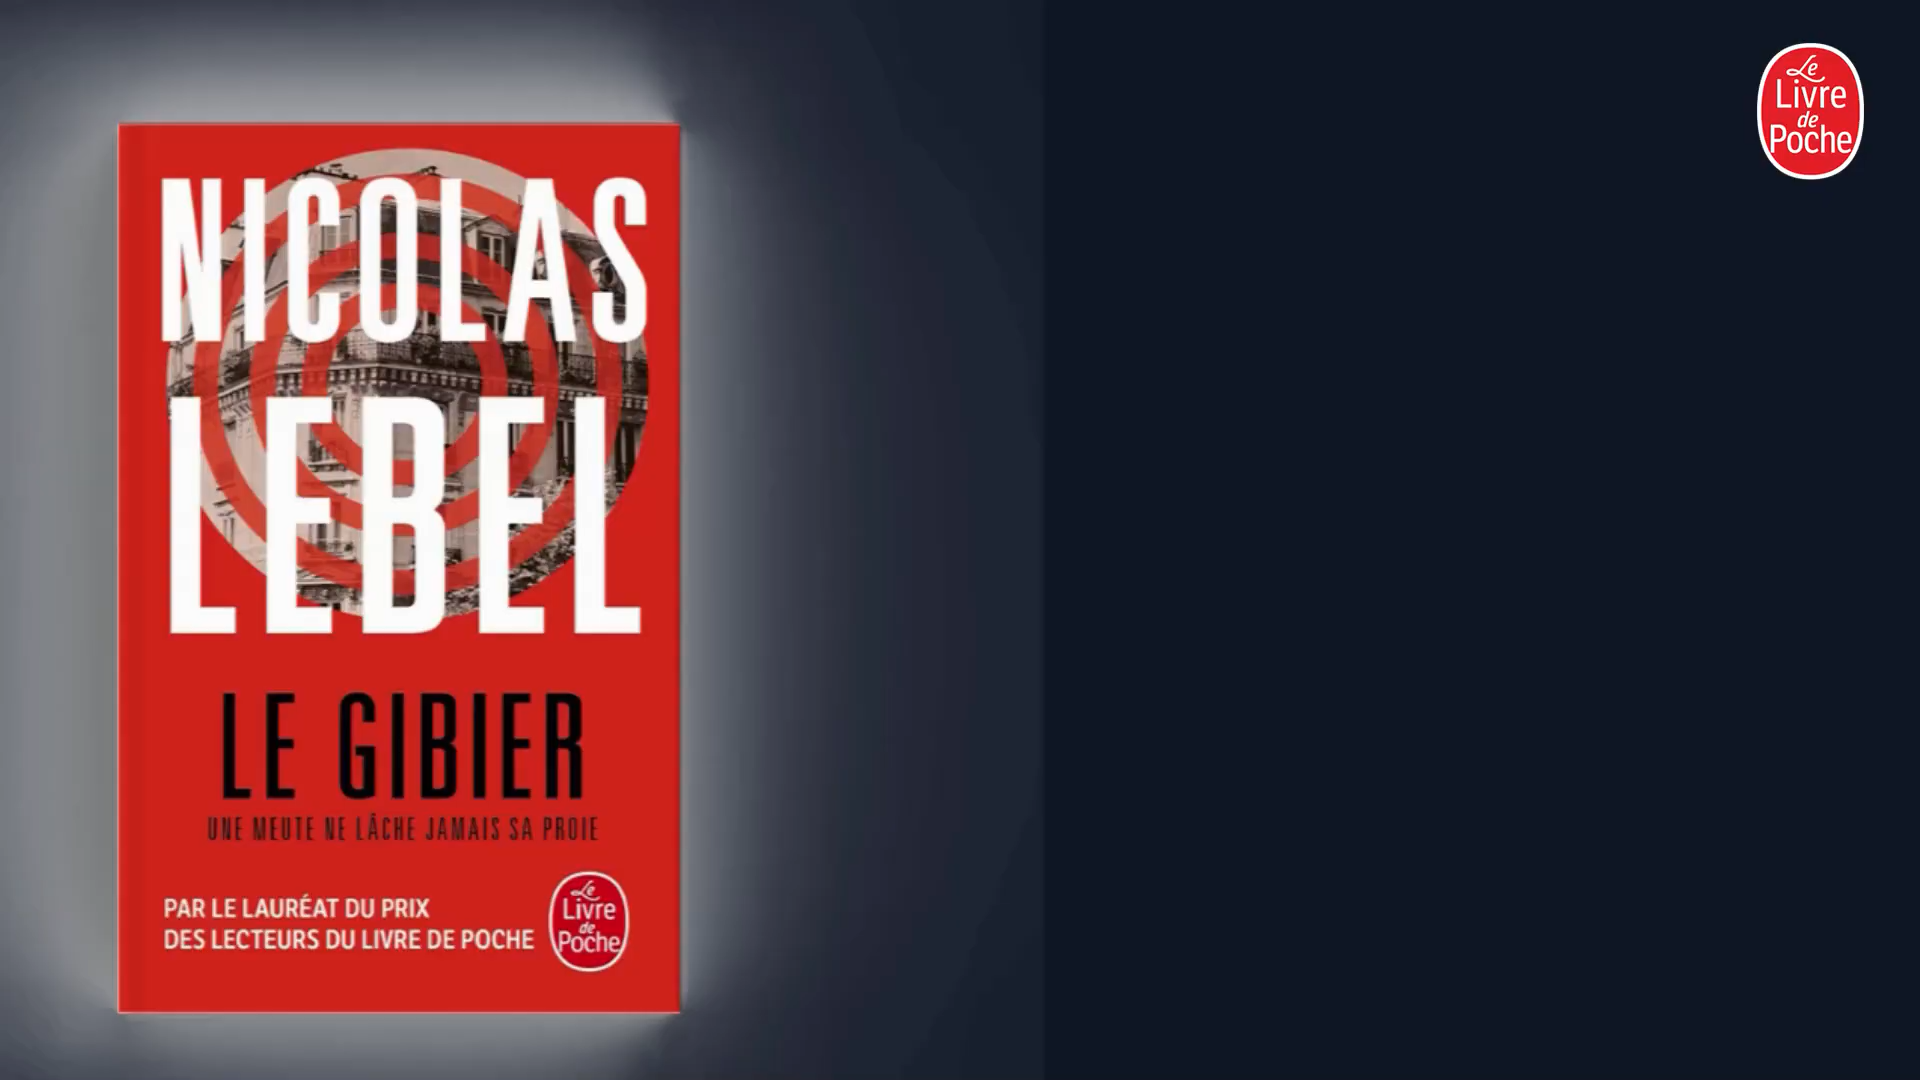 NICOLAS
LEBEL
LE GIBIER
UNE MEUTE NE LÂCHE JAMAIS SA PROIE
PAR LE LAURÉAT DU PRIX
DES LECTEURS DU LIVRE DE POCHE
Le
Livre
de
Poche
Le
Livre
de
Poche